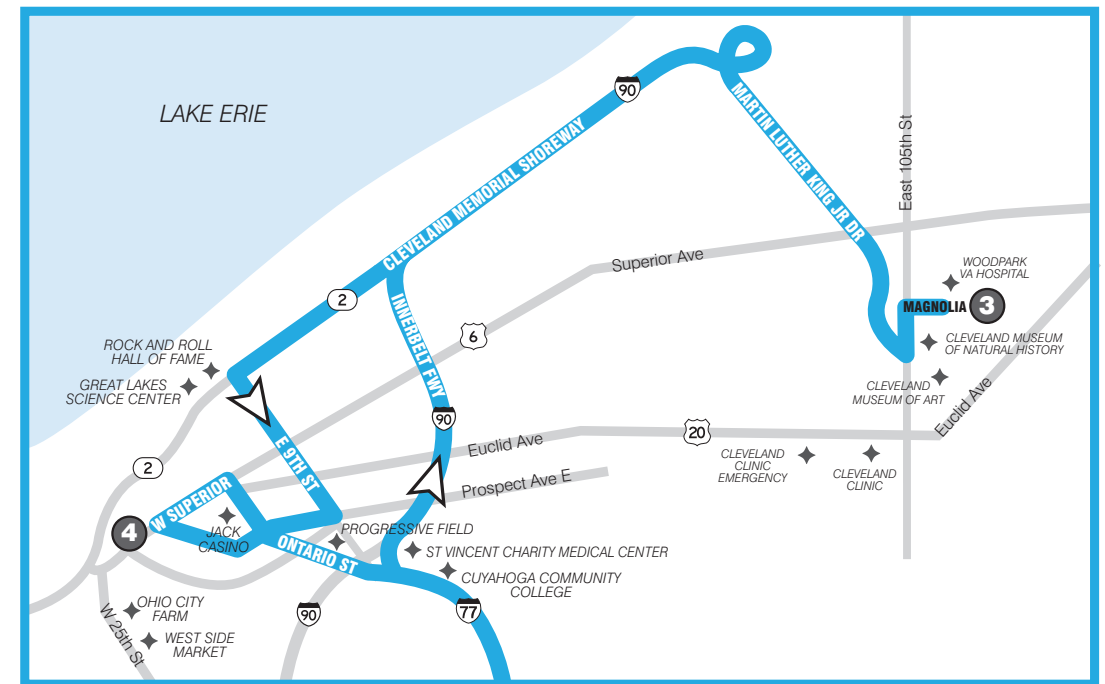 LAKE ERIE
90
MARTIN LUTHER KING JR DR
East 105th St
CLEVELAND MEMORIAL SHOREWAY
Superior Ave
WOODPARK
VA HOSPITAL
MAGNOLIA
3
2
INNERBELT FWY
6
ROCK AND ROLL
HALL OF FAME
GREAT LAKES
SCIENCE CENTER
CLEVELAND MUSEUM
OF NATURAL HISTORY
CLEVELAND
MUSEUM OF ART
Euclid Ave
90
20
Euclid Ave
E 9TH ST
CLEVELAND
CLINIC
EMERGENCY
CLEVELAND
CLINIC
2
Prospect Ave E
W SUPERIOR
4
JACK
CASINO
PROGRESSIVE FIELD
ONTARIO ST
ST VINCENT CHARITY MEDICAL CENTER
CUYAHOGA COMMUNITY
COLLEGE
90
77
OHIO CITY
FARM
W 25th St
WEST SIDE
MARKET